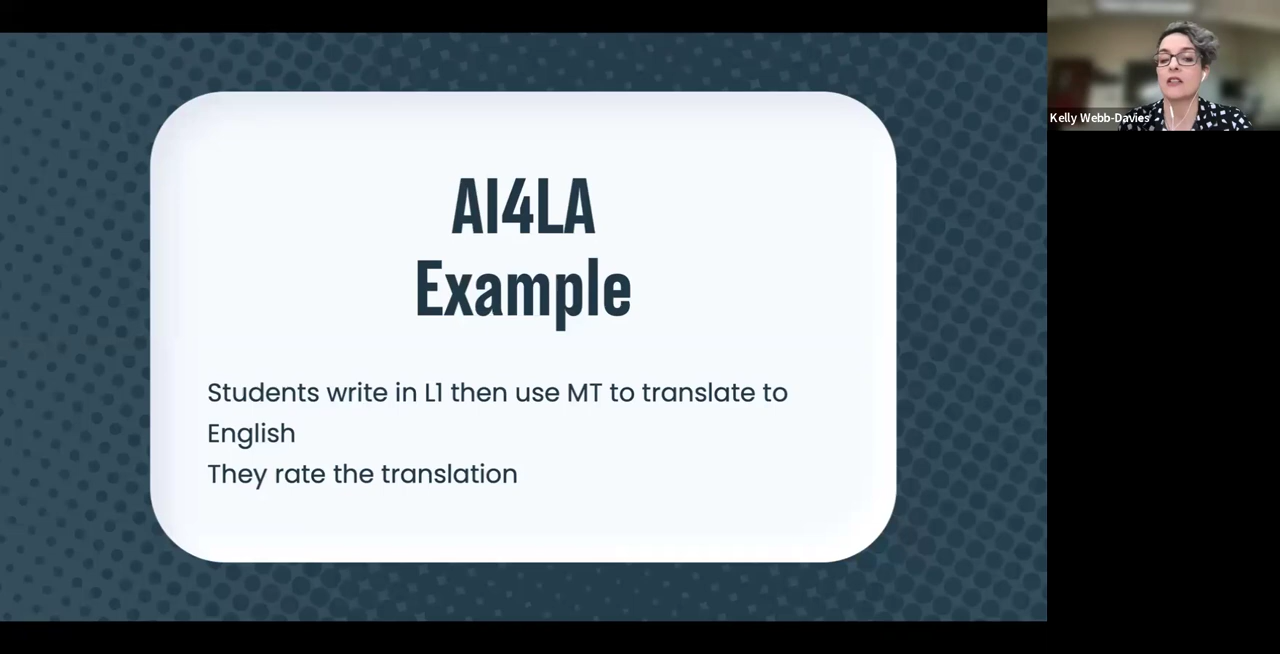 AI4LA
Example
Students write in L1 then use MT to translate to
English
They rate the translation
Kelly Webb-Davies